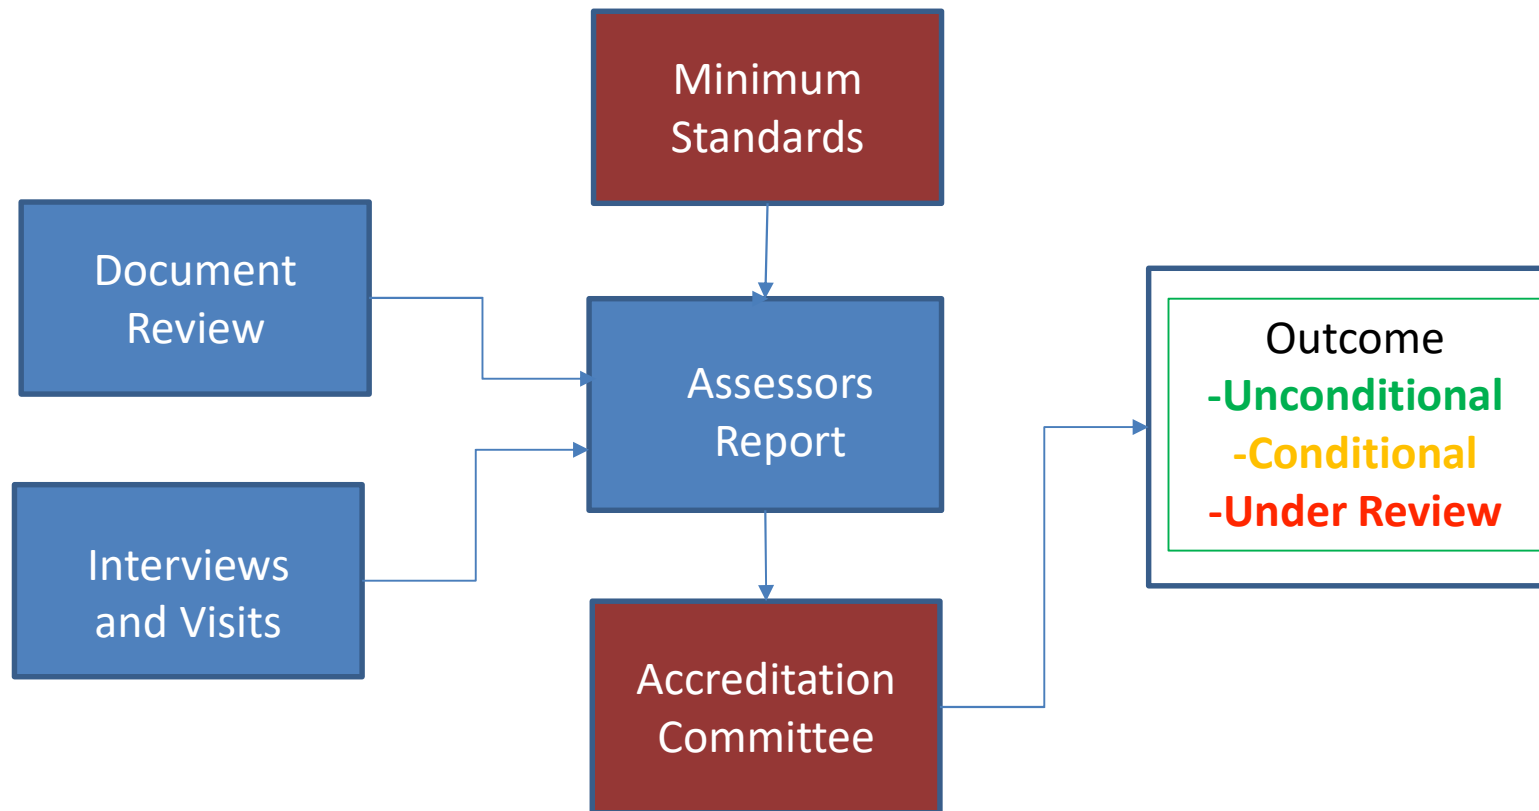 Minimum
Standards
Document
Review
Assessors
Report
Interviews
and Visits
Accreditation
Committee
Outcome
-Unconditional
-Conditional
-Under Review